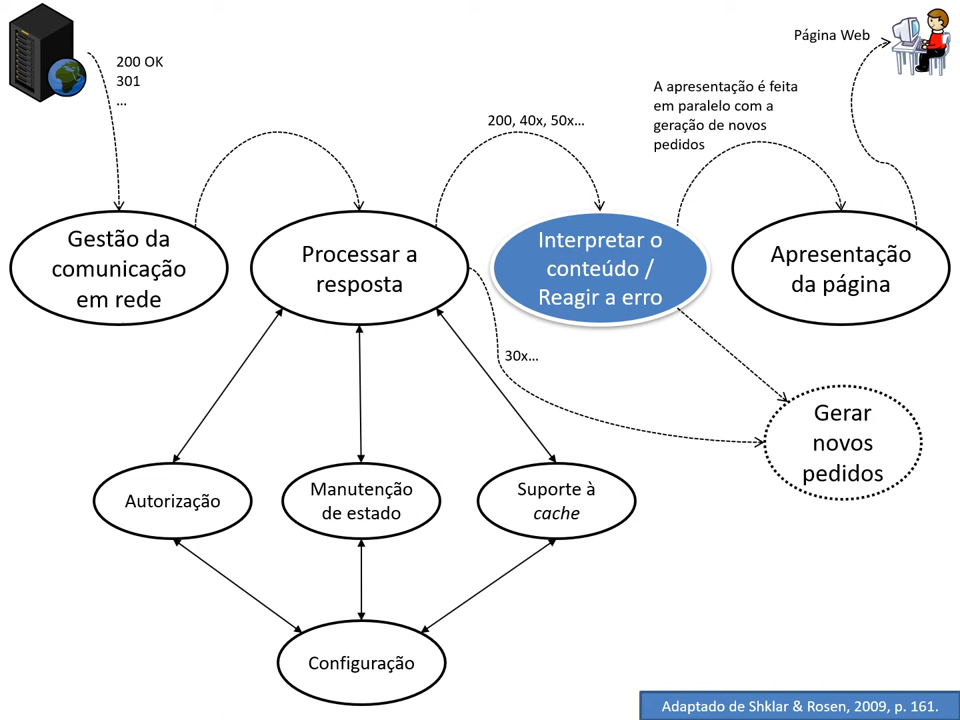 200 OK
301
...
Página Web
A apresentação é feita
em paralelo com a
geração de novos
pedidos
200, 40x, 50x...
Gestão da
comunicação
em rede
Processar a
resposta
Interpretar o
conteúdo /
Reagir a erro
Apresentação
da página
30x...
Gerar
novos
pedidos
Autorização
Manutenção
de estado
Suporte à
cache
Configuração
Adaptado de Shklar & Rosen, 2009, p. 161.